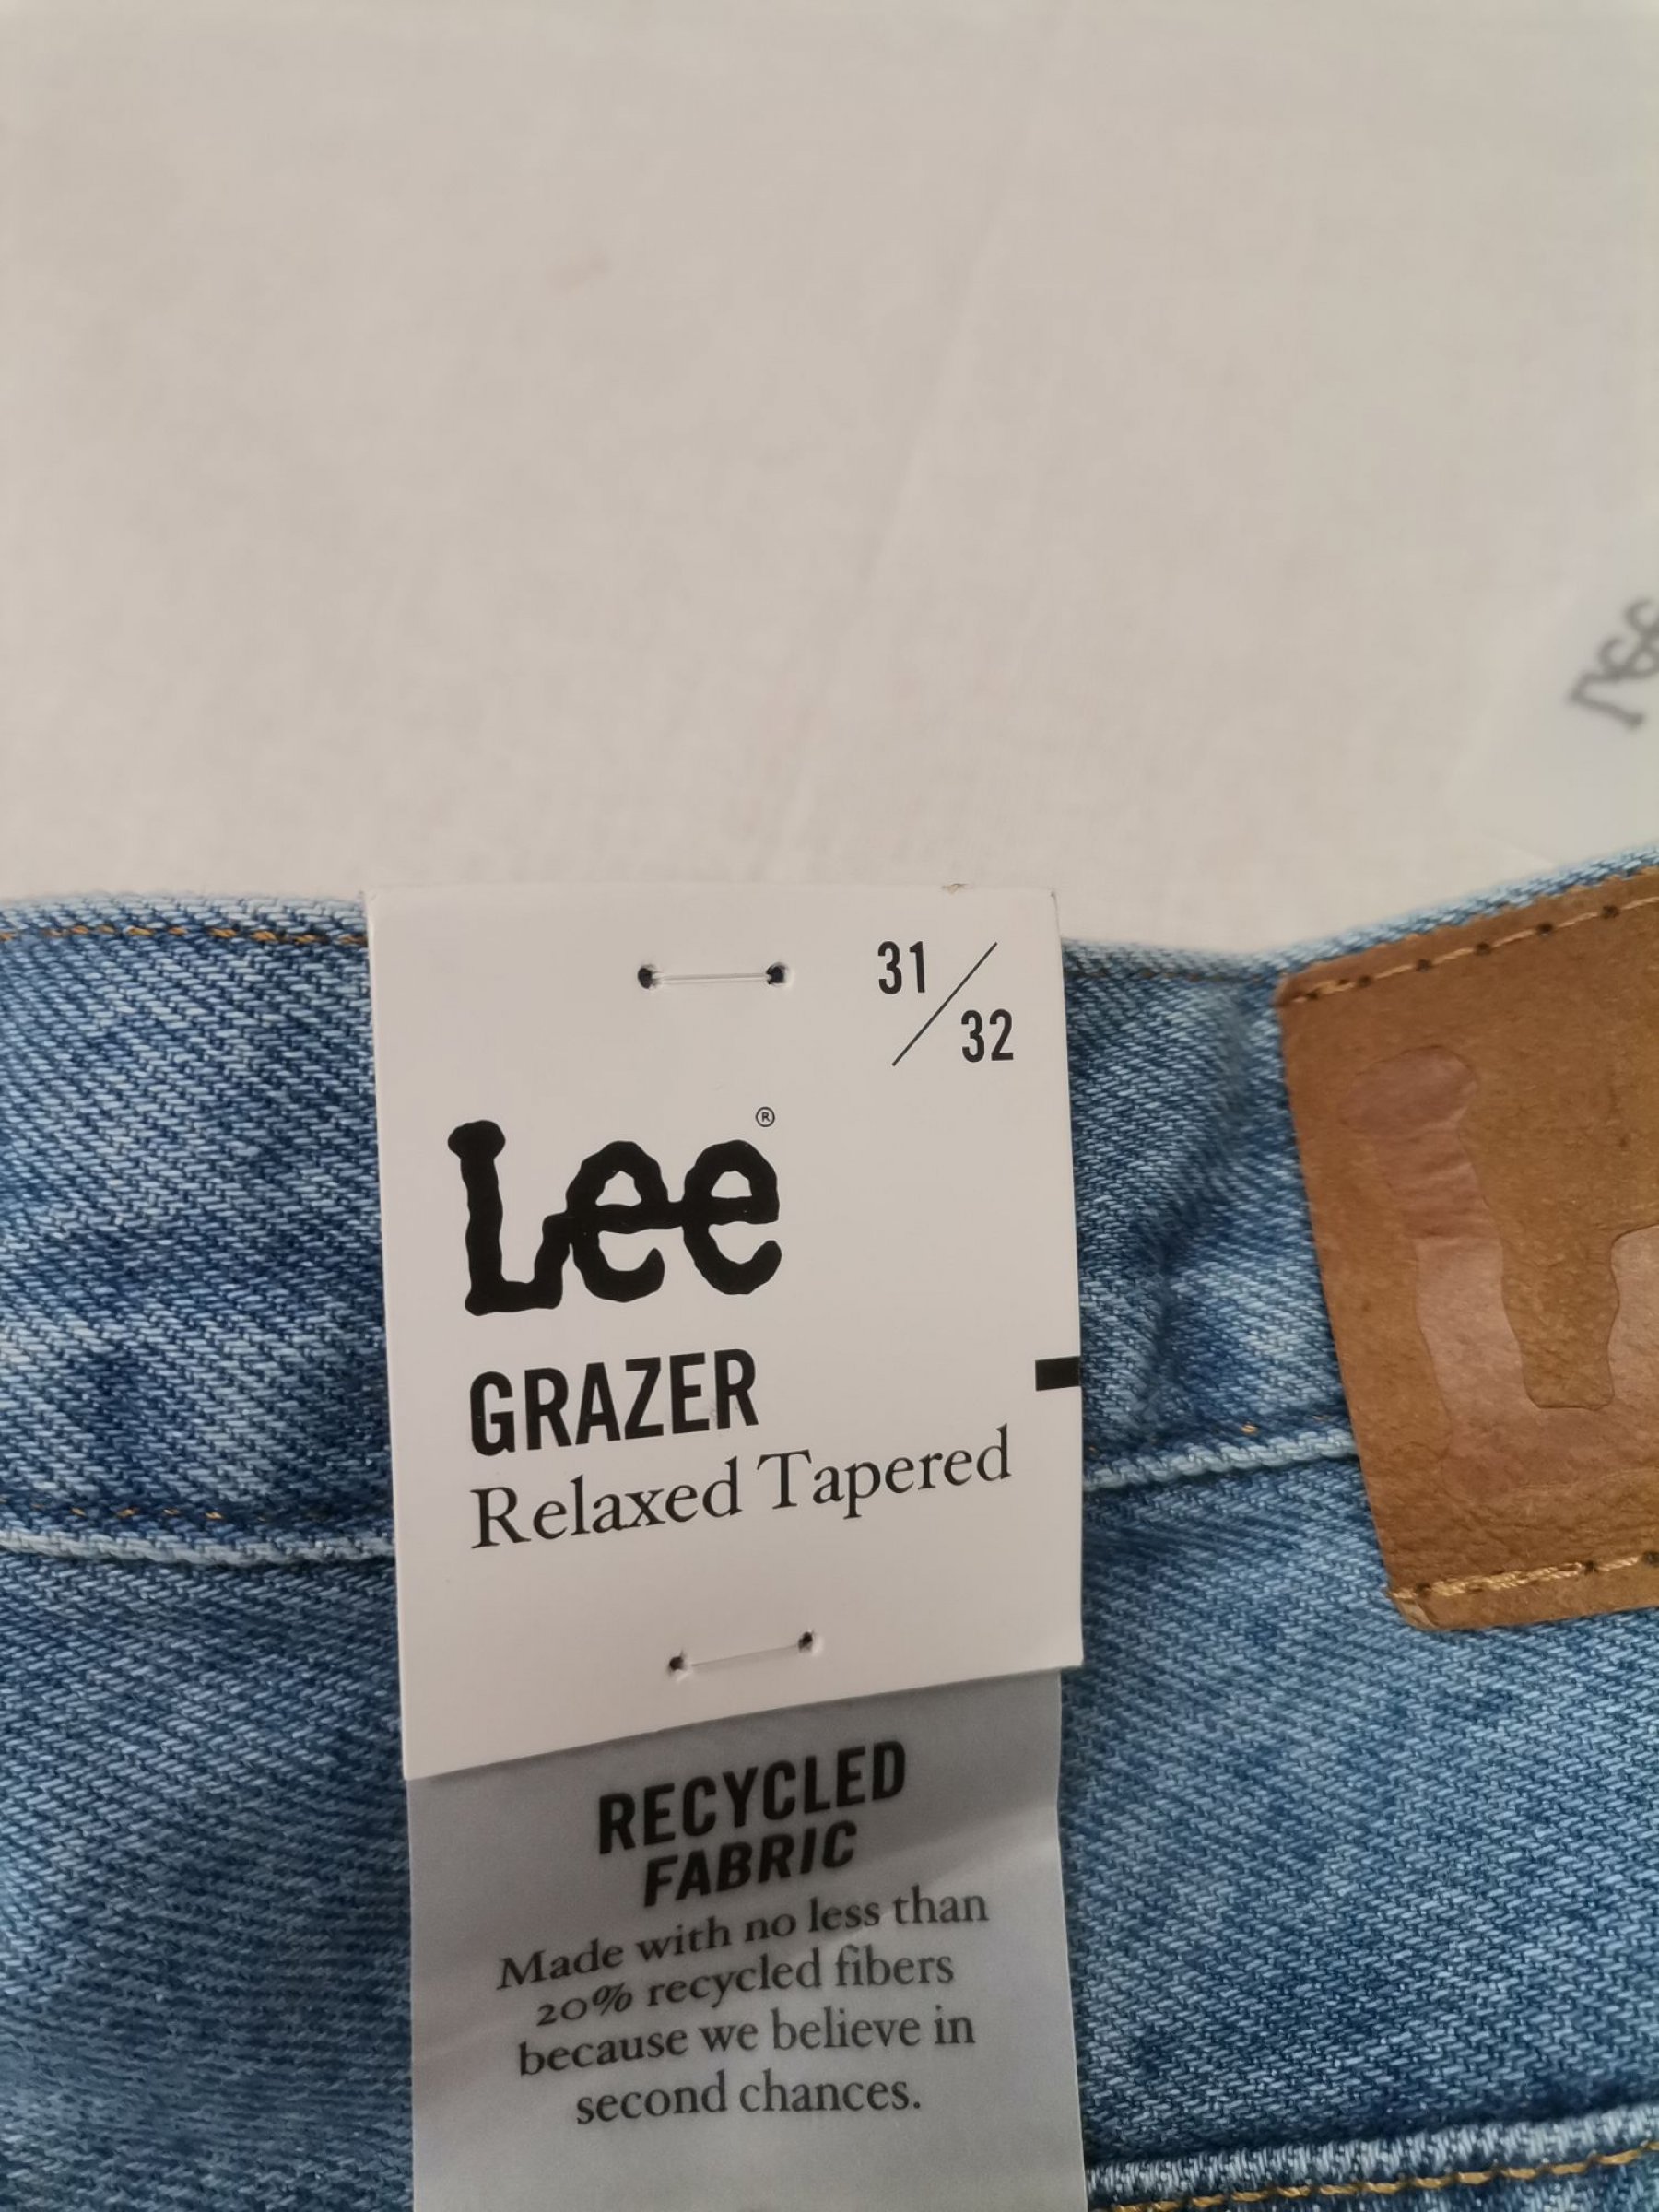 31
32
Lee®
GRAZER
Relaxed Tapered
RECYCLED
FABRIC
Made with no less than
20% recycled fibers
because we believe in
second chances.